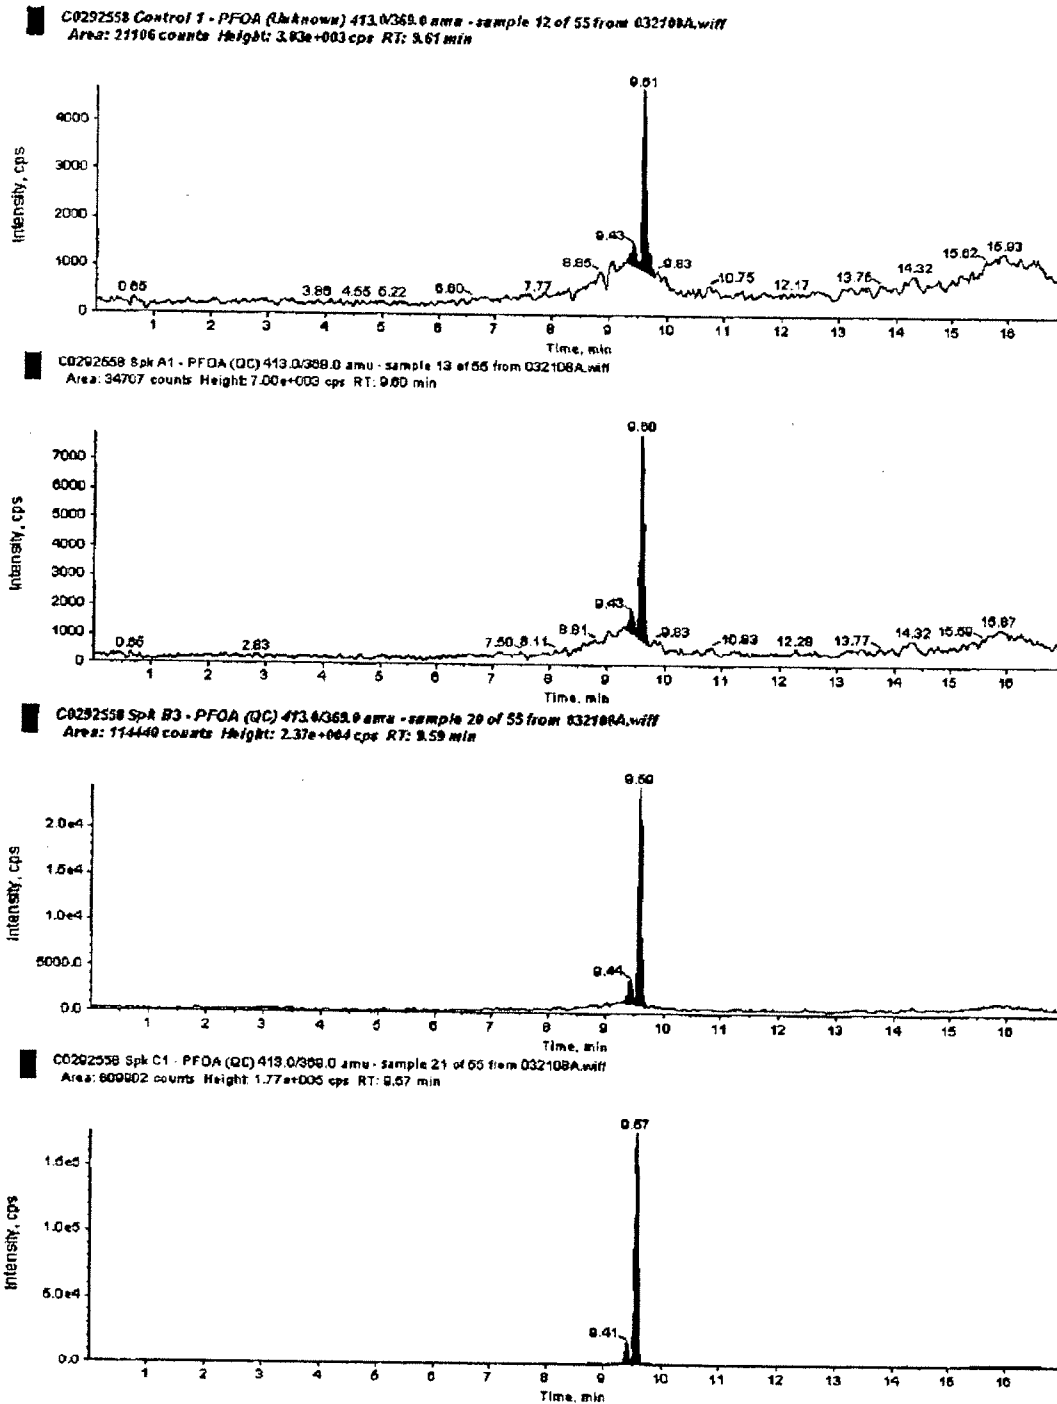 C0292558 Control 1 - PFOA (Unknown) 413.0/369.0 amu - sample 12 of 55 from 032108A.wiff
Area: 21106 counts Height: 3.83e+003 cps RT: 9.61 min
Intensity, cps
9.61
4000
3000
2000
1000
0
0.65 3.86 4.55 5.22 6.60 7.77 8.85 9.43 9.83 10.75 12.17 13.76 14.32 15.62 15.93
1 2 3 4 5 6 7 8 9 10 11 12 13 14 15 16
Time, min
C0292558 Spk A1 - PFOA (QC) 413.0/369.0 amu - sample 13 of 55 from 032108A.wiff
Area: 34707 counts Height: 7.00e+003 cps RT: 9.60 min
Intensity, cps
9.60
7000
6000
5000
4000
3000
2000
1000
0
0.65 2.83 7.50 8.11 8.81 9.43 9.83 10.83 12.28 13.77 14.32 15.59 15.87
1 2 3 4 5 6 7 8 9 10 11 12 13 14 15 16
Time, min
C0292558 Spk B3 - PFOA (QC) 413.0/369.0 amu - sample 20 of 55 from 032108A.wiff
Area: 114440 counts Height: 2.37e+004 cps RT: 9.59 min
Intensity, cps
9.59
2.0e4
1.5e4
1.0e4
5000.0
0.0
9.44
1 2 3 4 5 6 7 8 9 10 11 12 13 14 15 16
Time, min
C0292558 Spk C1 - PFOA (QC) 413.0/369.0 amu - sample 21 of 55 from 032108A.wiff
Area: 809902 counts Height: 1.77e+005 cps RT: 9.57 min
Intensity, cps
9.57
1.5e5
1.0e5
5.0e4
0.0
9.41
1 2 3 4 5 6 7 8 9 10 11 12 13 14 15 16
Time, min